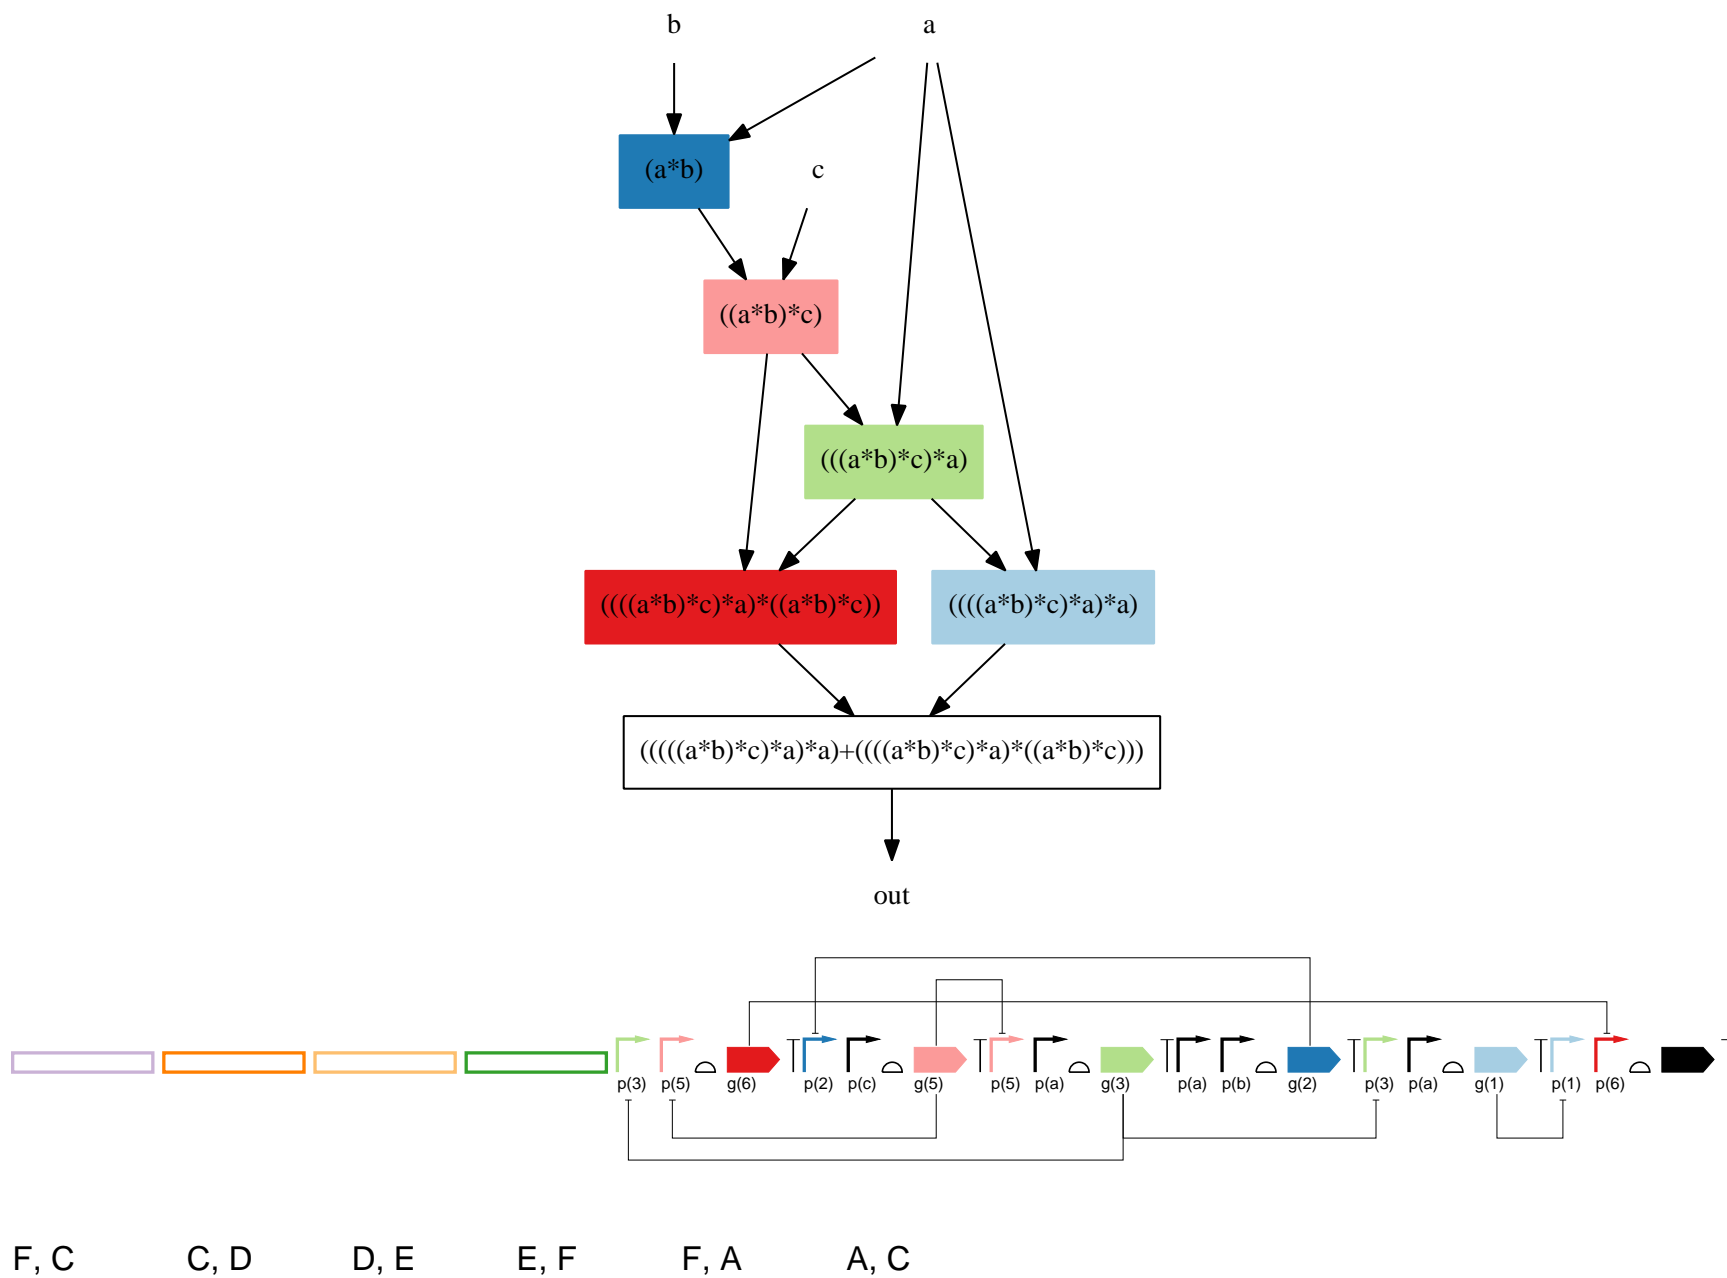 b a
(a*b) c
((a*b)*c)
(((a*b)*c)*a)
((((a*b)*c)*a)*((a*b)*c)) ((((a*b)*c)*a)*a)
(((((a*b)*c)*a)*a)+((((a*b)*c)*a)*((a*b)*c)))
out
p(3) p(5) g(6) p(2) p(c) g(5) p(5) p(a) g(3) p(a) p(b) g(2) p(3) p(a) g(1) p(1) p(6)
F, C C, D D, E E, F F, A A, C